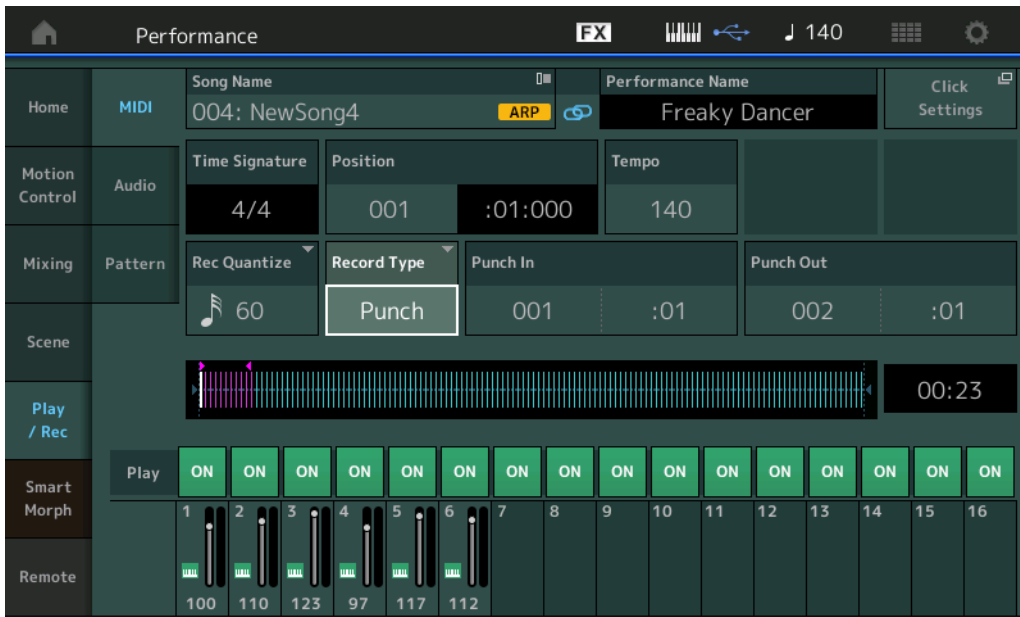 Performance FX 140
Song Name
004: NewSong4 ARP
Performance Name
Freaky Dancer
Click
Settings
Home
Motion
Control
Mixing
Scene
Play
/ Rec
Smart
Morph
Remote
MIDI
Audio
Pattern
Time Signature Position Tempo
4/4 001 :01:000 140
Rec Quantize Record Type Punch In Punch Out
60 Punch 001 :01 002 :01
00:23
Play ON ON ON ON ON ON ON ON ON ON ON ON ON ON ON ON
1 2 3 4 5 6 7 8 9 10 11 12 13 14 15 16
100 110 123 97 117 112